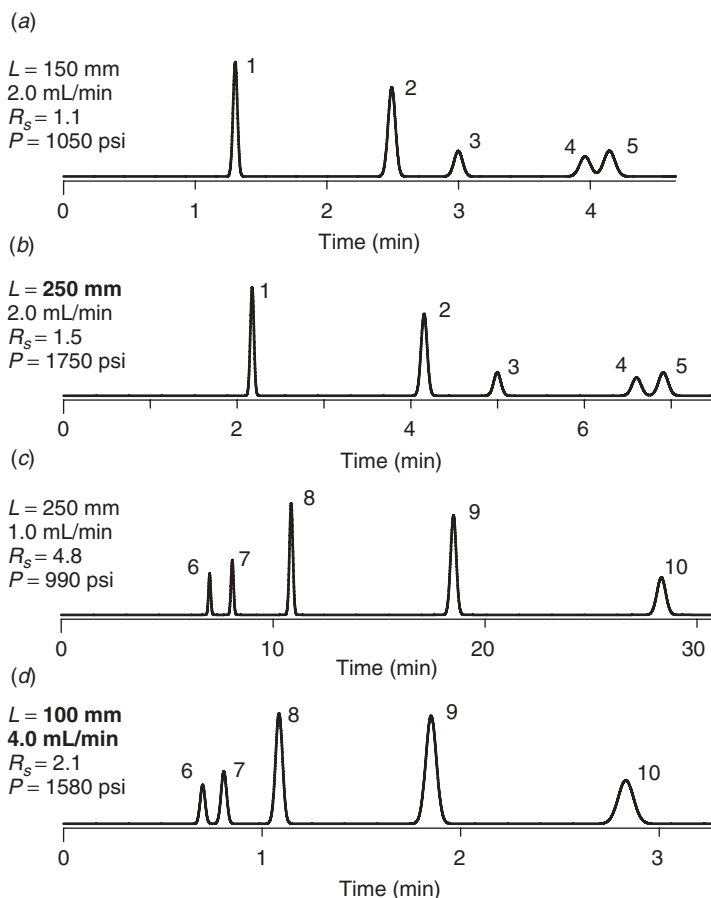 (a)
L = 150 mm
2.0 mL/min
Rs = 1.1
P = 1050 psi
1
2
3
4
5
0 1 2 3 4
Time (min)
(b)
L = 250 mm
2.0 mL/min
Rs = 1.5
P = 1750 psi
1
2
3
4
5
0 2 4 6
Time (min)
(c)
L = 250 mm
1.0 mL/min
Rs = 4.8
P = 990 psi
6
7
8
9
10
0 10 20 30
Time (min)
(d)
L = 100 mm
4.0 mL/min
Rs = 2.1
P = 1580 psi
6
7
8
9
10
0 1 2 3
Time (min)